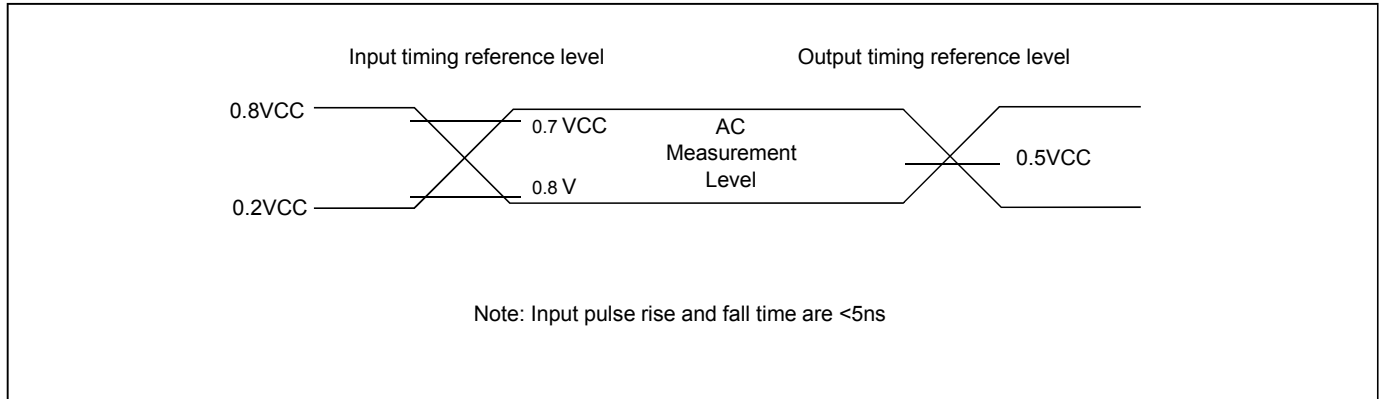 Input timing reference level
Output timing reference level
0.8VCC
0.7 VCC
AC
Measurement
Level
0.5VCC
0.8 V
0.2VCC
Note: Input pulse rise and fall time are <5ns